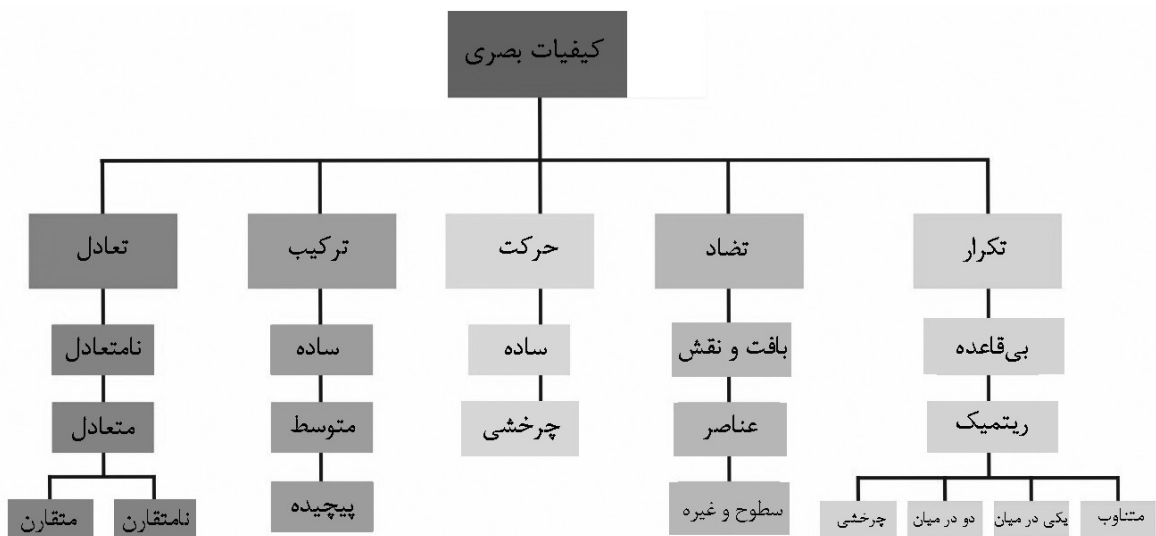 کیفیات بصری
تکرار
تضاد
حرکت
ترکیب
تعادل
بی‌قاعده
بافت و نقش
ساده
ساده
نامتعادل
ریتمیک
عناصر
چرخشی
متوسط
متعادل
متناوب
یکی در میان
دو در میان
چرخشی
سطوح و غیره
پیچیده
نامتقارن
متقارن